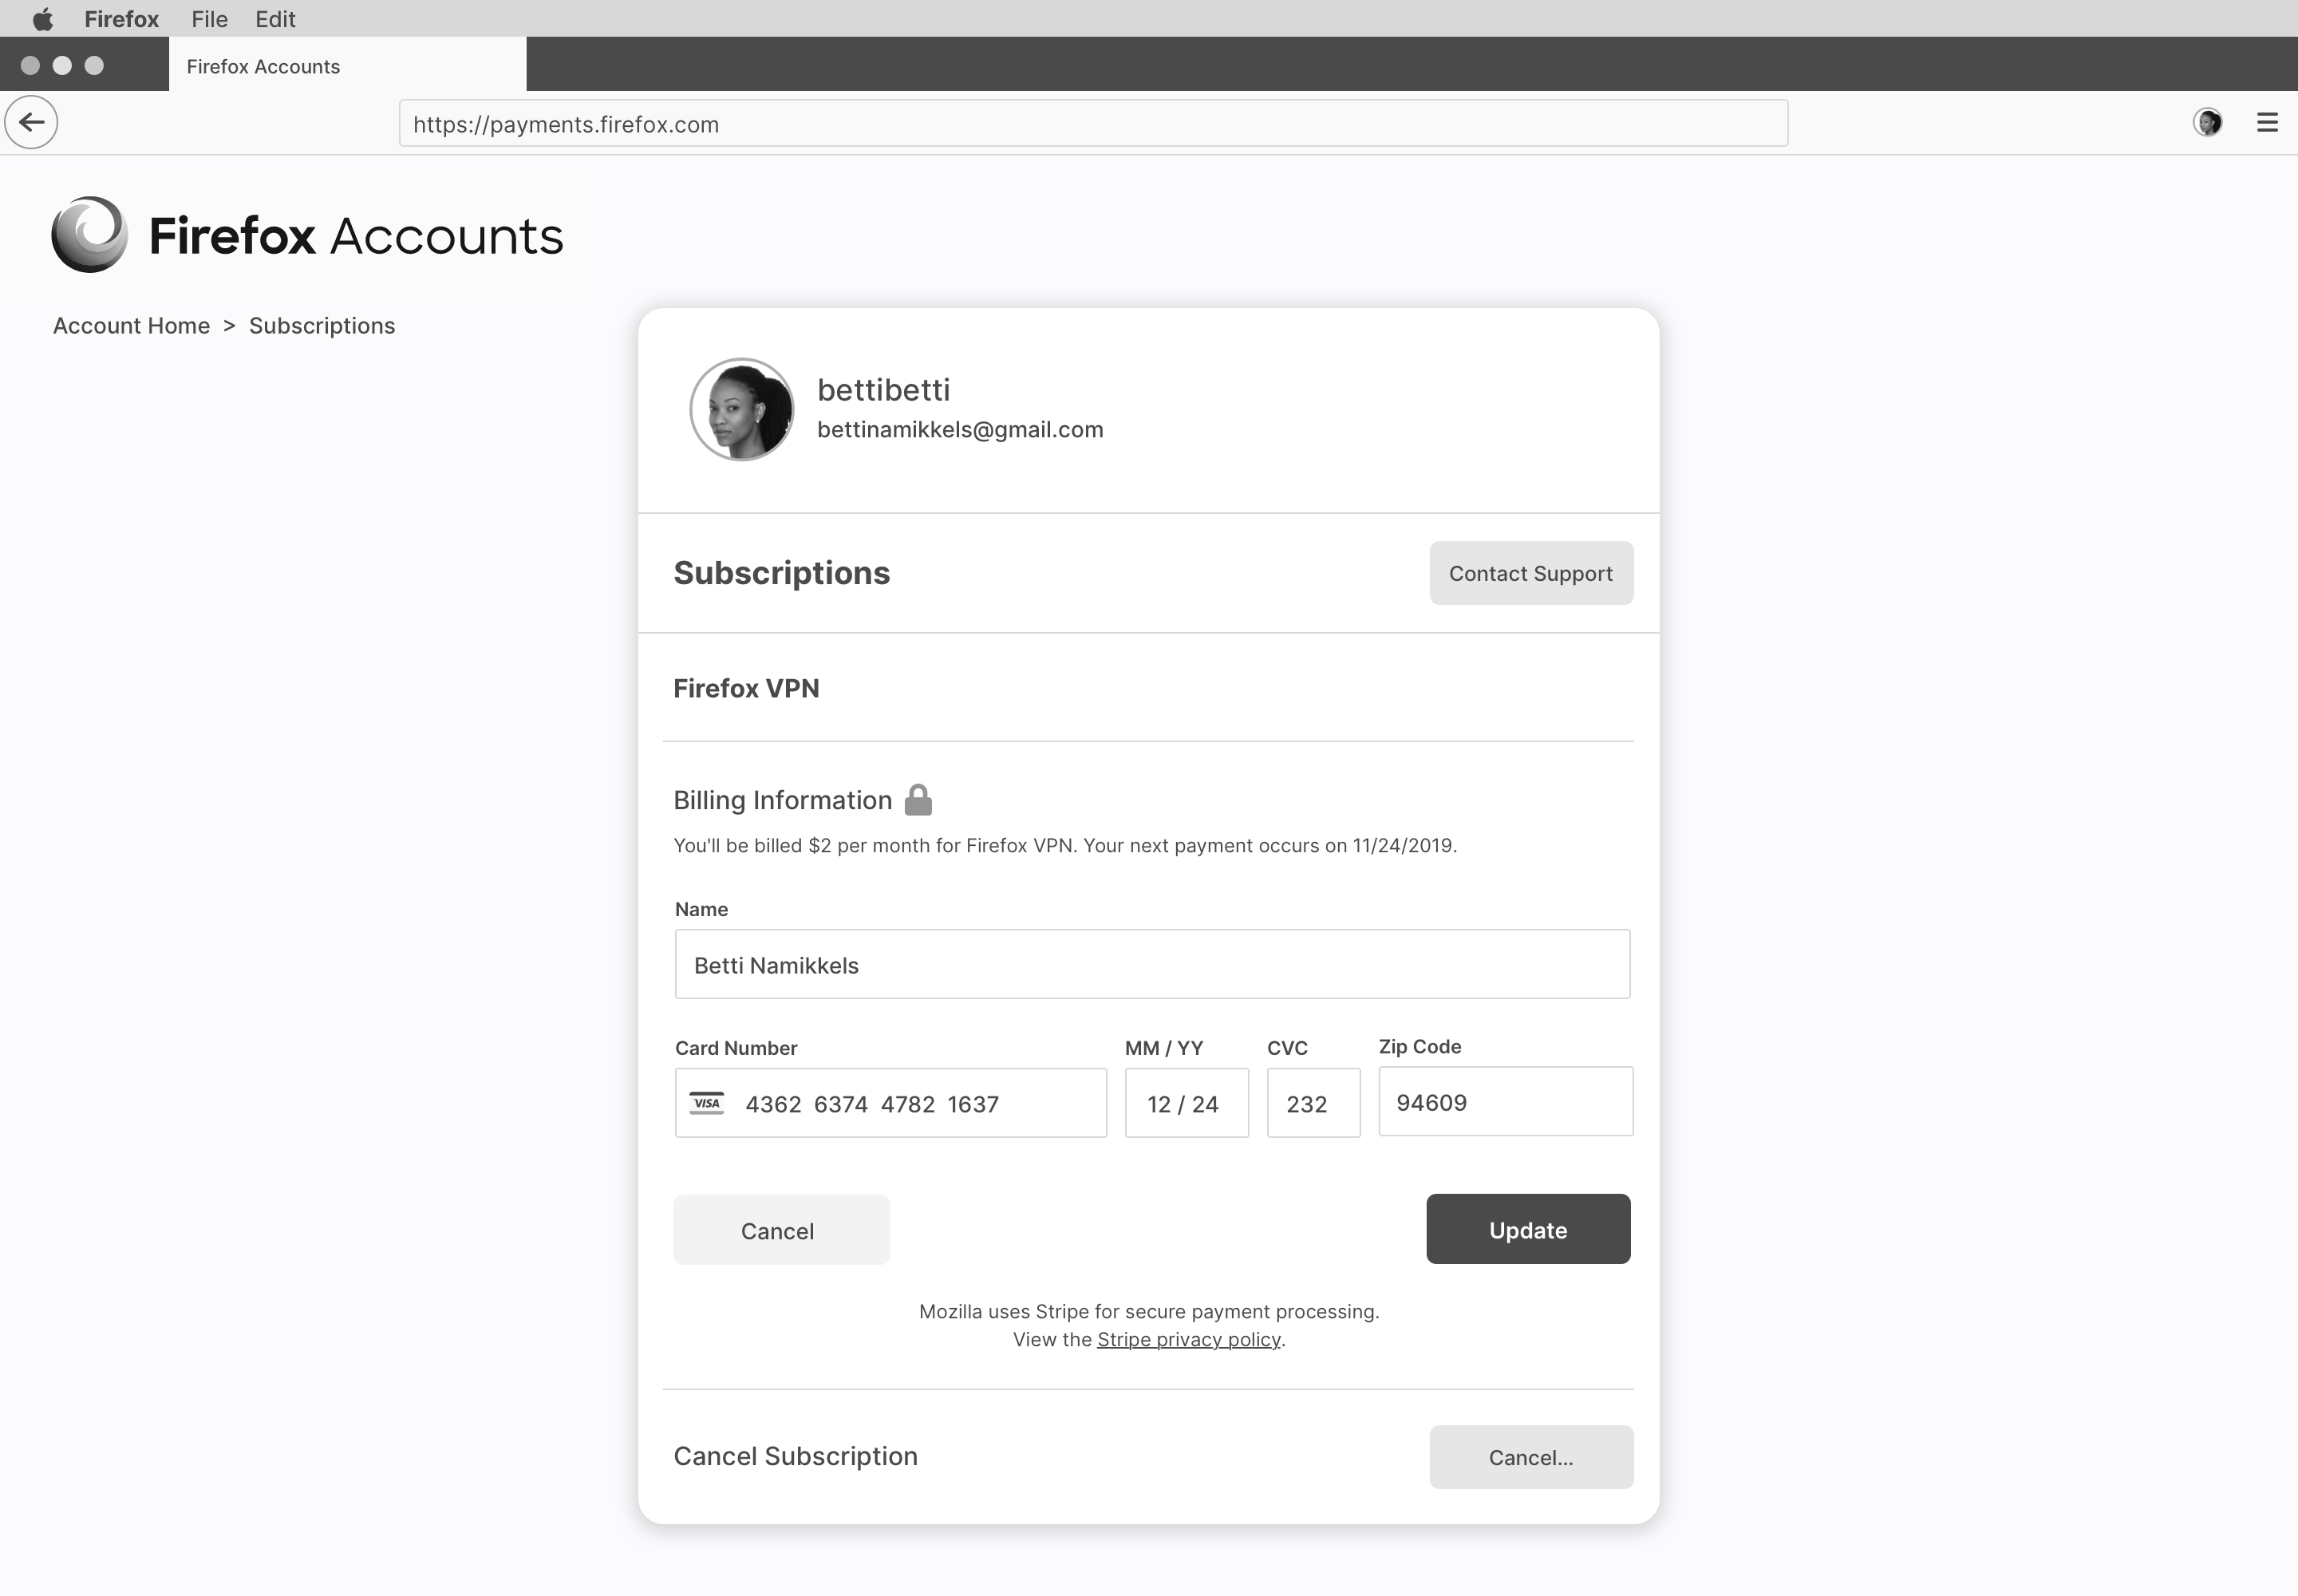 Firefox File Edit
Firefox Accounts
https://payments.firefox.com
Firefox Accounts
Account Home > Subscriptions
bettibetti
bettinamikkels@gmail.com
Subscriptions
Contact Support
Firefox VPN
Billing Information
You'll be billed $2 per month for Firefox VPN. Your next payment occurs on 11/24/2019.
Name
Betti Namikkels
Card Number MM / YY CVC Zip Code
VISA 4362 6374 4782 1637 12 / 24 232 94609
Cancel Update
Mozilla uses Stripe for secure payment processing.
View the Stripe privacy policy.
Cancel Subscription Cancel...